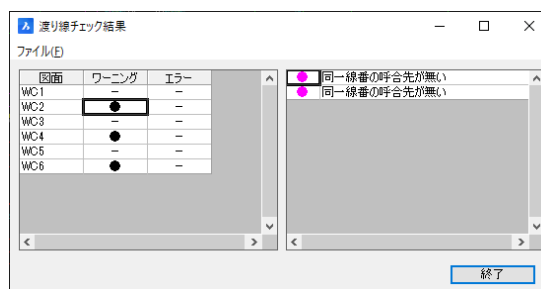 渡り線チェック結果
ファイル(F)
図面 ワーニング エラー
WC1 － －
WC2 ● －
WC3 － －
WC4 ● －
WC5 － －
WC6 ● －
● 同一線番の呼合先が無い
● 同一線番の呼合先が無い
終了